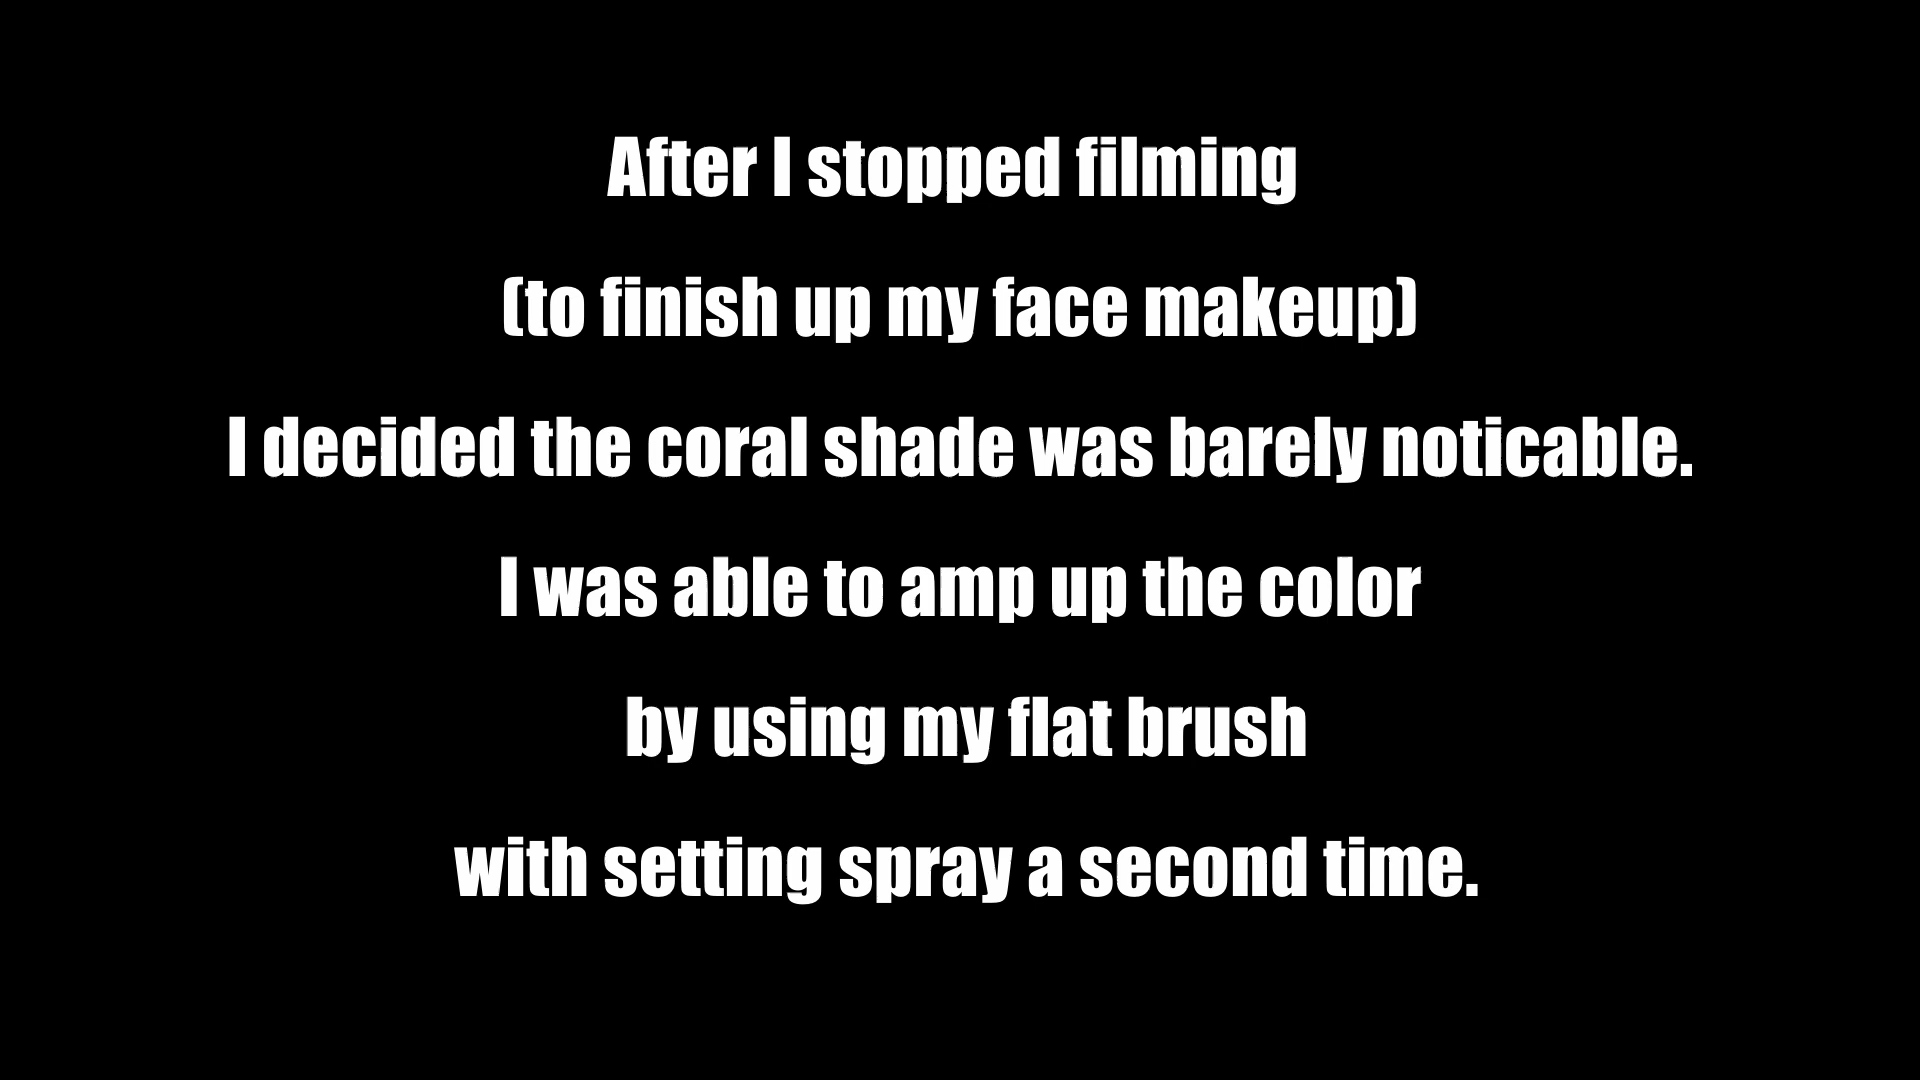 After I stopped filming
(to finish up my face makeup)
I decided the coral shade was barely noticable.
I was able to amp up the color
by using my flat brush
with setting spray a second time.